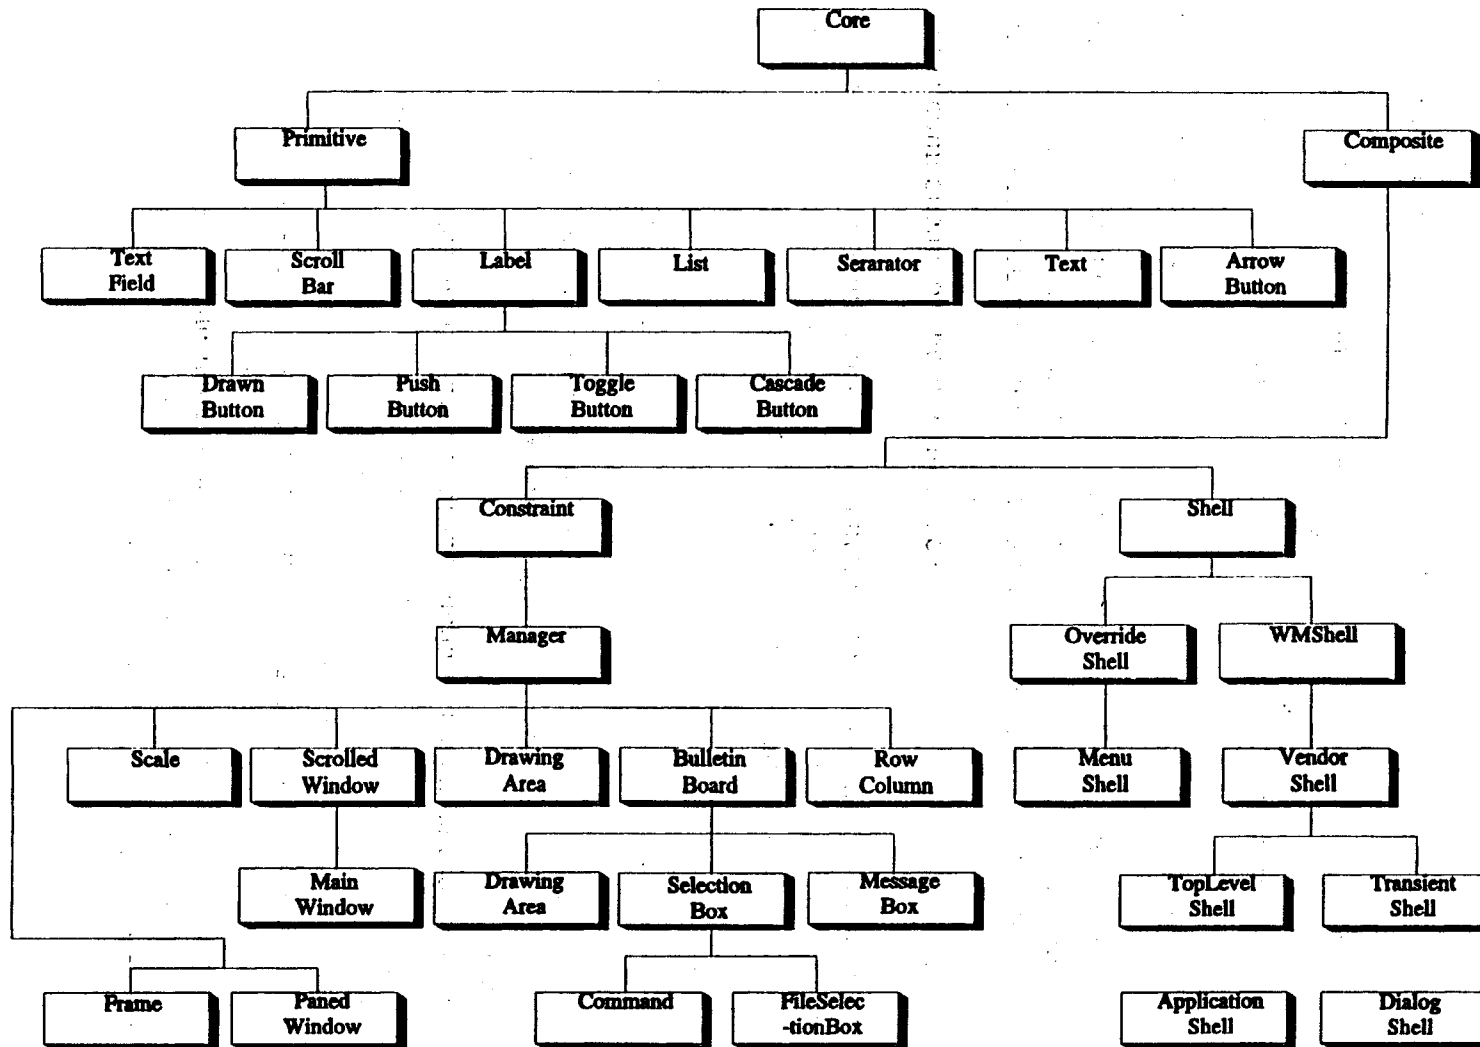 Core
Primitive
Composite
Text
Field
Scroll
Bar
Label
List
Serarator
Text
Arrow
Button
Drawn
Button
Push
Button
Toggle
Button
Cascade
Button
Constraint
Shell
Manager
Override
Shell
WMShell
Scale
Scrolled
Window
Drawing
Area
Bulletin
Board
Row
Column
Menu
Shell
Vendor
Shell
Main
Window
Drawing
Area
Selection
Box
Message
Box
TopLevel
Shell
Transient
Shell
Frame
Paned
Window
Command
FileSelec
-tionBox
Application
Shell
Dialog
Shell